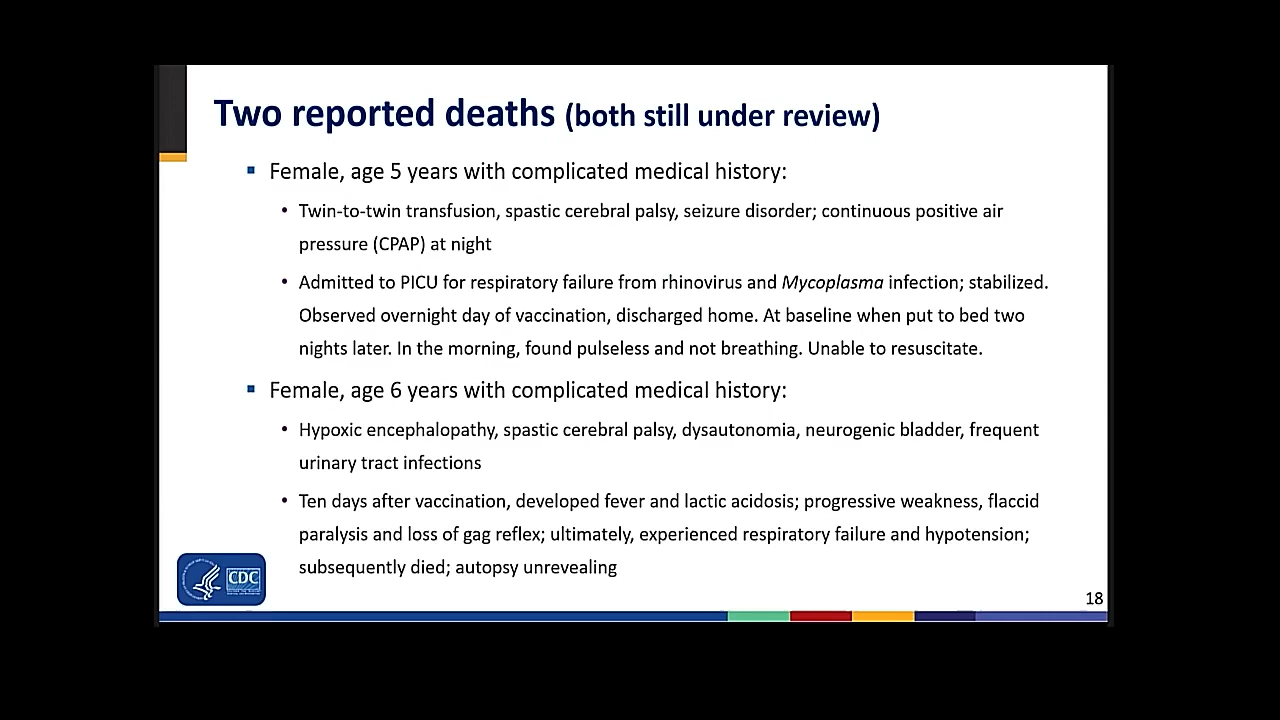 Two reported deaths (both still under review)
▪ Female, age 5 years with complicated medical history:
• Twin-to-twin transfusion, spastic cerebral palsy, seizure disorder; continuous positive air
pressure (CPAP) at night
• Admitted to PICU for respiratory failure from rhinovirus and Mycoplasma infection; stabilized.
Observed overnight day of vaccination, discharged home. At baseline when put to bed two
nights later. In the morning, found pulseless and not breathing. Unable to resuscitate.
▪ Female, age 6 years with complicated medical history:
• Hypoxic encephalopathy, spastic cerebral palsy, dysautonomia, neurogenic bladder, frequent
urinary tract infections
• Ten days after vaccination, developed fever and lactic acidosis; progressive weakness, flaccid
paralysis and loss of gag reflex; ultimately, experienced respiratory failure and hypotension;
subsequently died; autopsy unrevealing
CDC
18